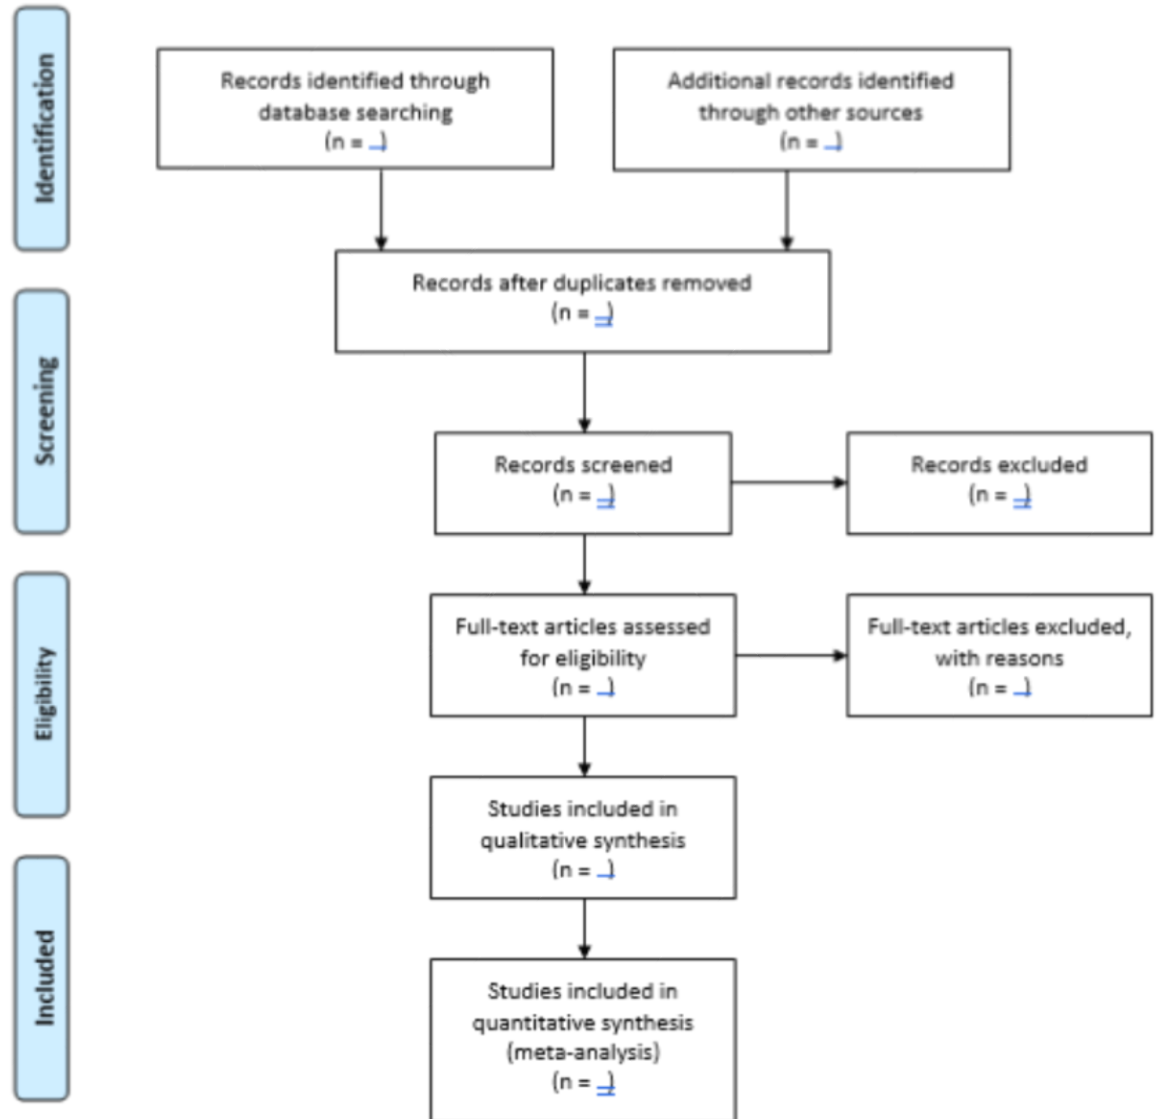 Identification
Records identified through
database searching
(n = _)
Additional records identified
through other sources
(n = _)
Records after duplicates removed
(n = _)
Screening
Records screened
(n = _)
Records excluded
(n = _)
Eligibility
Full-text articles assessed
for eligibility
(n = _)
Full-text articles excluded,
with reasons
(n = _)
Studies included in
qualitative synthesis
(n = _)
Included
Studies included in
quantitative synthesis
(meta-analysis)
(n = _)